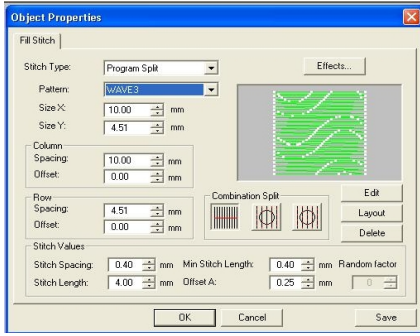 Object Properties
Fill Stitch
Stitch Type: Program Split Effects...
Pattern: WAVE3
Size X: 10.00 mm
Size Y: 4.51 mm
Column
Spacing: 10.00 mm
Offset: 0.00 mm
Row
Spacing: 4.51 mm
Offset: 0.00 mm
Combination Split
Edit
Layout
Delete
Stitch Values
Stitch Spacing: 0.40 mm Min Stitch Length: 0.40 mm Random factor
Stitch Length: 4.00 mm Offset A: 0.25 mm 0
OK Cancel Save